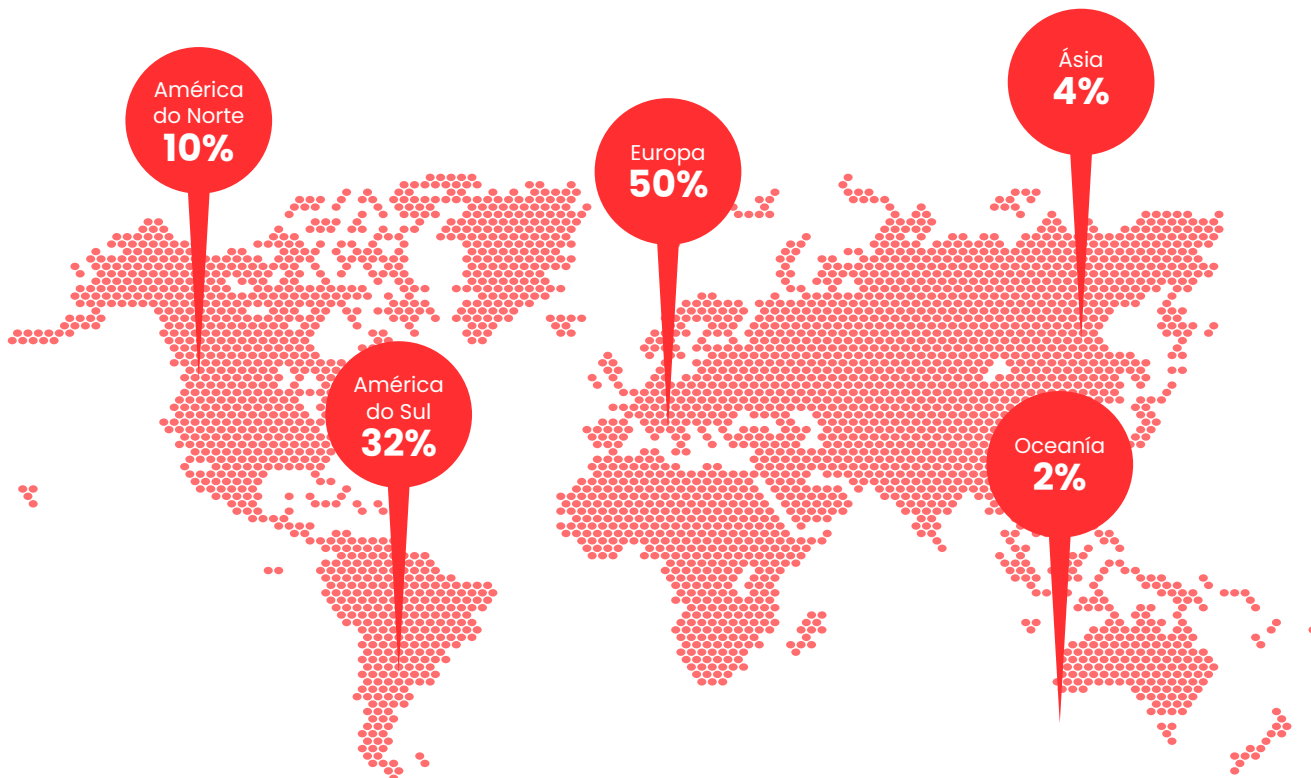 América
do Norte
10%
Europa
50%
Ásia
4%
América
do Sul
32%
Oceanía
2%